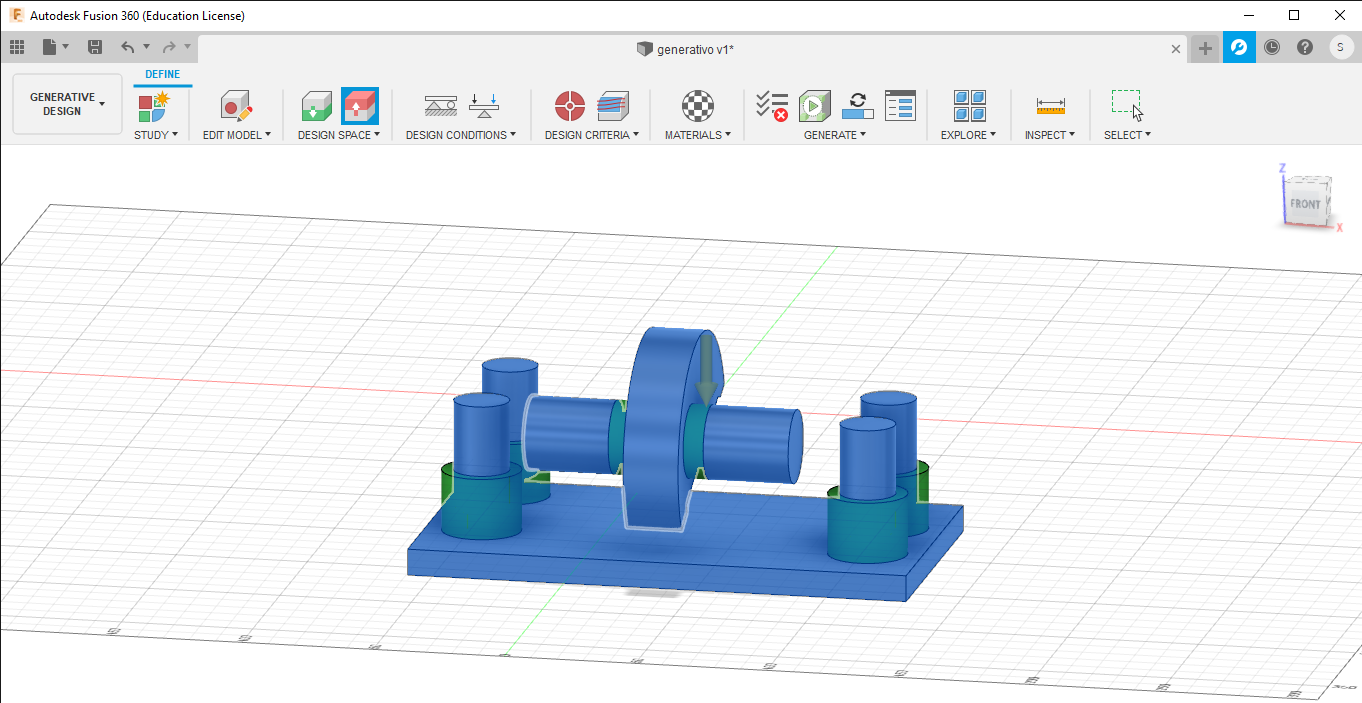 Autodesk Fusion 360 (Education License)
generativo v1*
S
DEFINE
GENERATIVE
DESIGN
STUDY
EDIT MODEL
DESIGN SPACE
DESIGN CONDITIONS
DESIGN CRITERIA
MATERIALS
GENERATE
EXPLORE
INSPECT
SELECT
Z
FRONT
X